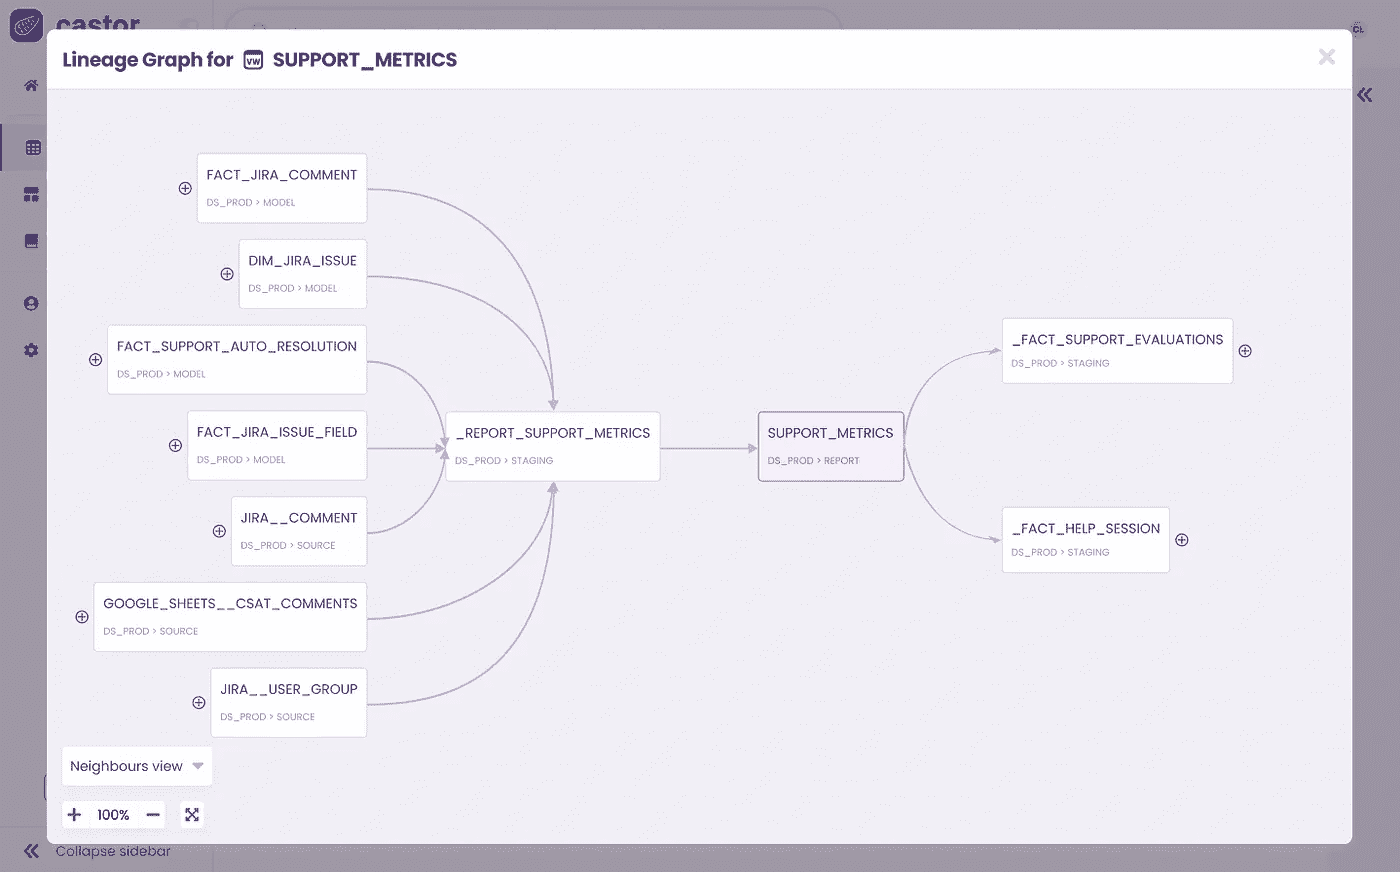 castor
CL
Lineage Graph for VW SUPPORT_METRICS
FACT_JIRA_COMMENT
DS_PROD > MODEL
DIM_JIRA_ISSUE
DS_PROD > MODEL
FACT_SUPPORT_AUTO_RESOLUTION
DS_PROD > MODEL
FACT_JIRA_ISSUE_FIELD
DS_PROD > MODEL
JIRA__COMMENT
DS_PROD > SOURCE
GOOGLE_SHEETS__CSAT_COMMENTS
DS_PROD > SOURCE
JIRA__USER_GROUP
DS_PROD > SOURCE
_REPORT_SUPPORT_METRICS
DS_PROD > STAGING
SUPPORT_METRICS
DS_PROD > REPORT
_FACT_SUPPORT_EVALUATIONS
DS_PROD > STAGING
_FACT_HELP_SESSION
DS_PROD > STAGING
Neighbours view
100%
Collapse sidebar